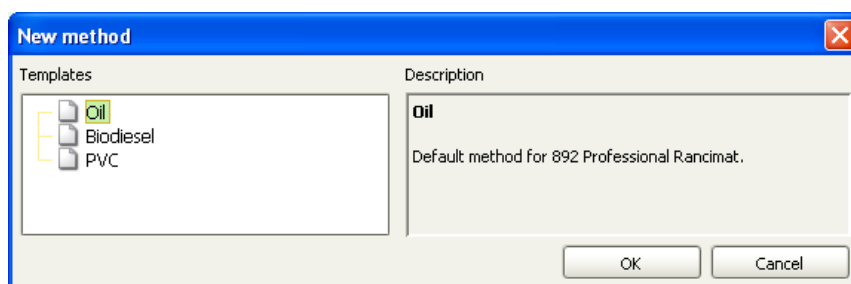 New method
Templates
Description
Oil
Biodiesel
PVC
Oil
Default method for 892 Professional Rancimat.
OK
Cancel